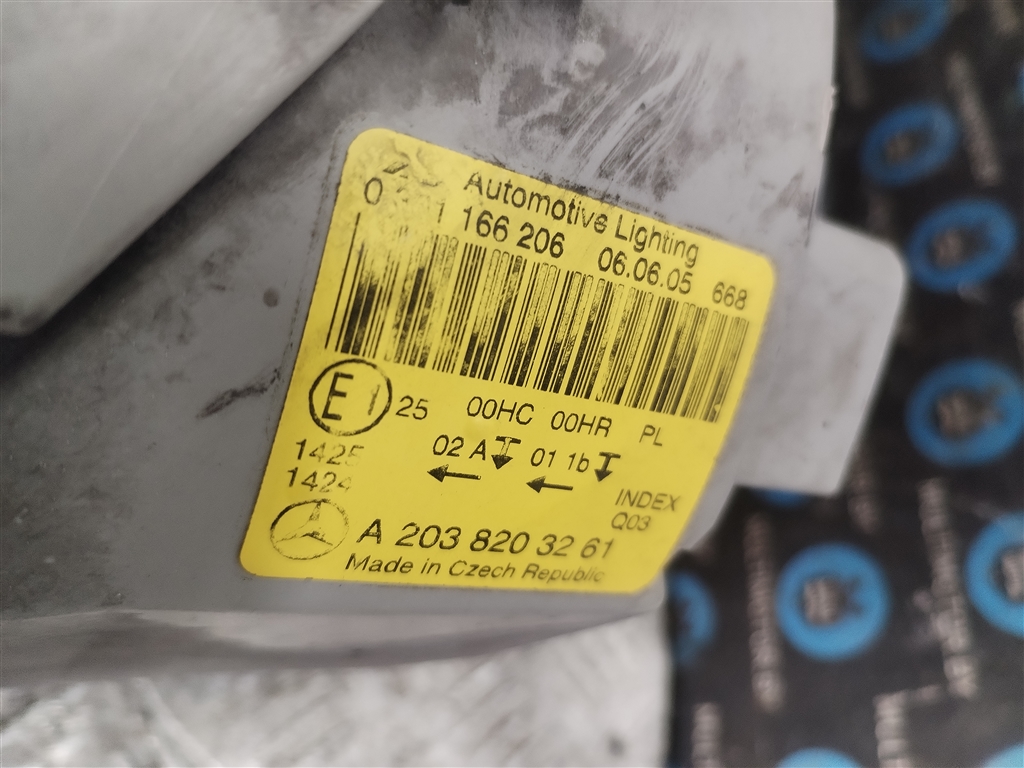 Automotive Lighting
166 206 06.06.05 668
E1 25 00HC 00HR PL
02 A 01 1b
1425
1424
INDEX
Q03
A 203 820 32 61
Made in Czech Republic